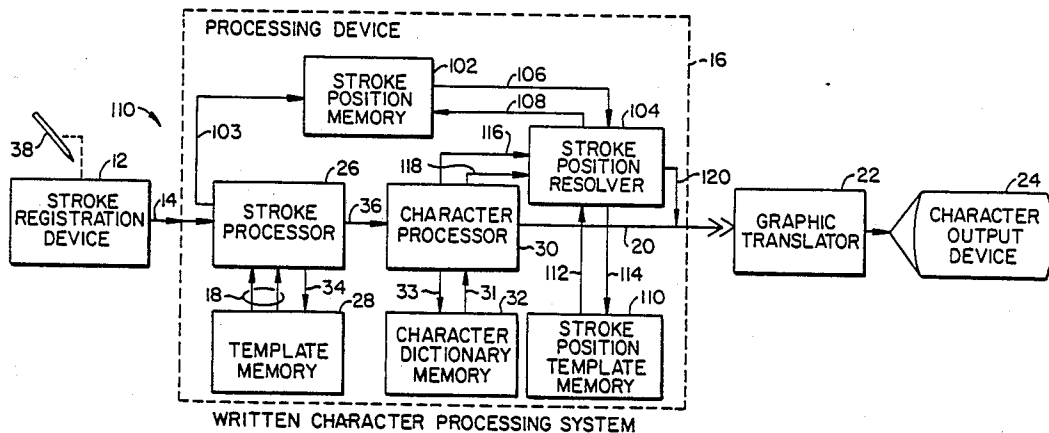 PROCESSING DEVICE
16
STROKE
POSITION
MEMORY
102
106
108
104
110
103
116
118
STROKE
POSITION
RESOLVER
120
38
12
STROKE
REGISTRATION
DEVICE
14
26
STROKE
PROCESSOR
36
CHARACTER
PROCESSOR
30
20
22
GRAPHIC
TRANSLATOR
24
CHARACTER
OUTPUT
DEVICE
18
34
28
TEMPLATE
MEMORY
33
31
32
CHARACTER
DICTIONARY
MEMORY
112
114
110
STROKE
POSITION
TEMPLATE
MEMORY
WRITTEN CHARACTER PROCESSING SYSTEM